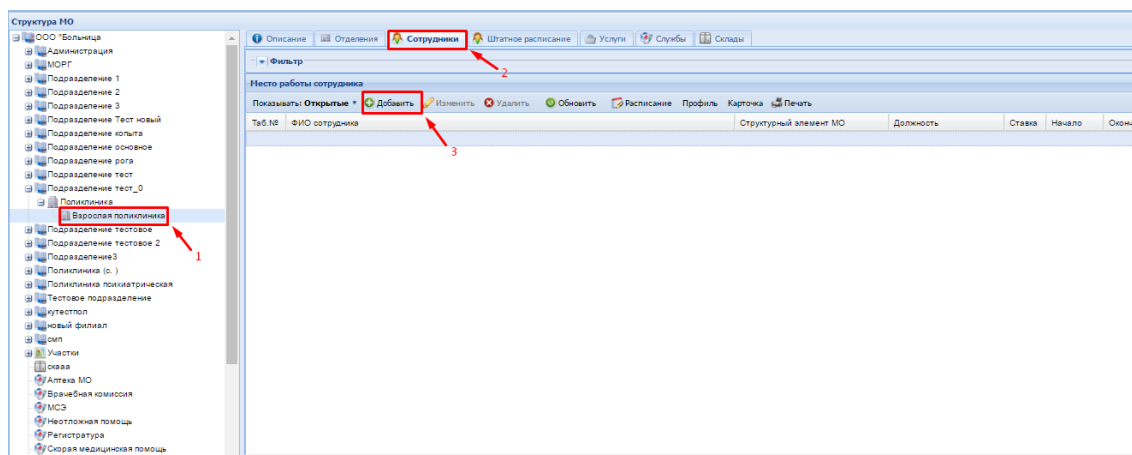 Структура МО
ООО "Больница
Администрация
МОРГ
Подразделение 1
Подразделение 2
Подразделение 3
Подразделение Тест новый
Подразделение копыта
Подразделение основное
Подразделение рога
Подразделение тест
Подразделение тест_0
Поликлиника
Взрослая поликлиника
Подразделение тестовое
Подразделение тестовое 2
Подразделение3
1
Поликлиника (с. )
Поликлиника психиатрическая
Тестовое подразделение
кутестпол
новый филиал
смп
Участки
скава
Аптека МО
Врачебная комиссия
МСЭ
Неотложная помощь
Регистратура
Скорая медицинская помощь
Описание Отделения Сотрудники Штатное расписание Услуги Службы Склады
2
Фильтр
Место работы сотрудника
Показывать: Открытые Добавить Изменить Удалить Обновить Расписание Профиль Карточка Печать
Таб.№ ФИО сотрудника Структурный элемент МО Должность Ставка Начало Оконч
3